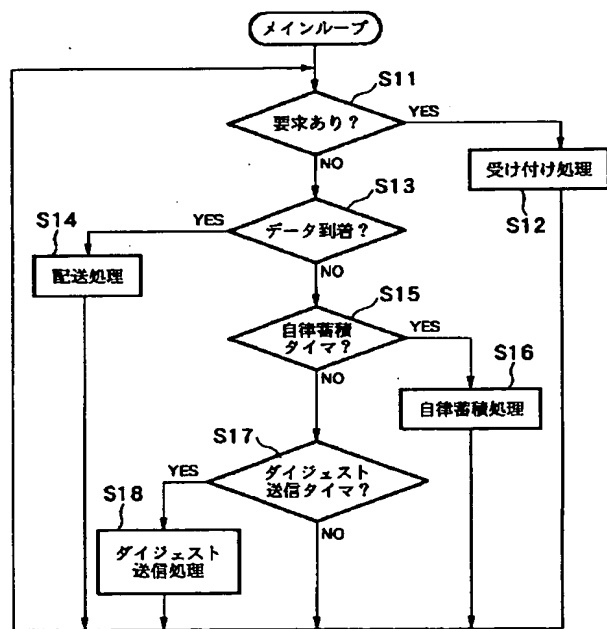 メインループ
S11
要求あり？
YES
NO
受け付け処理
S12
S13
データ到着？
YES
NO
S14
配送処理
S15
自律蓄積
タイマ？
YES
NO
S16
自律蓄積処理
S17
ダイジェスト
送信タイマ？
YES
NO
S18
ダイジェスト
送信処理